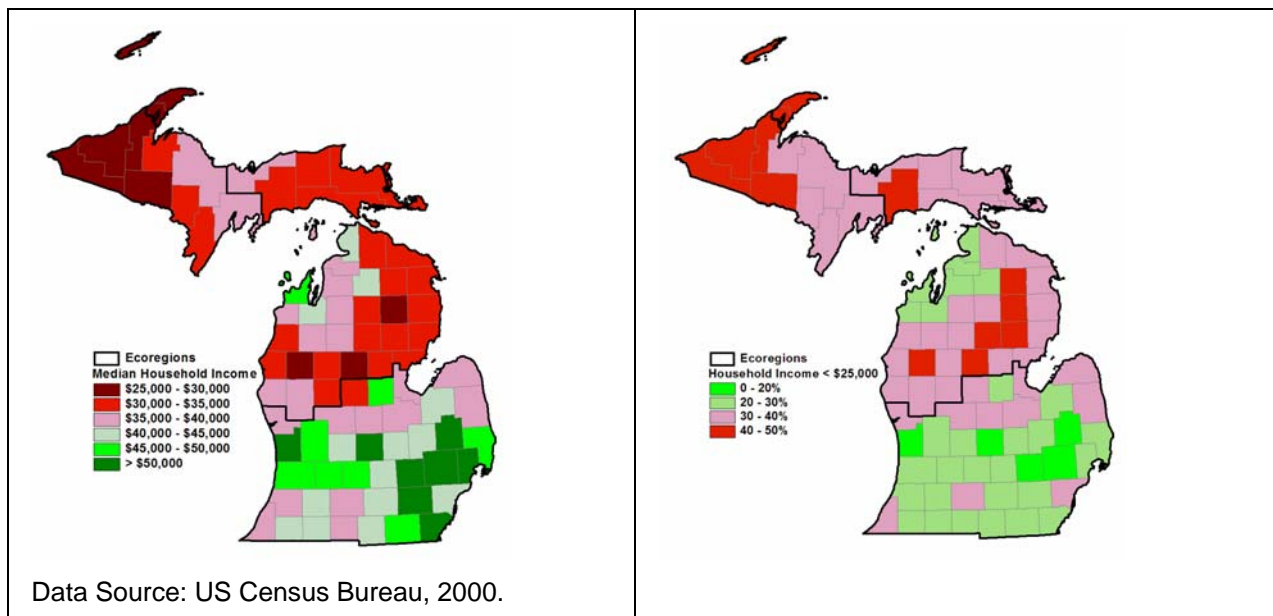 Ecoregions
Median Household Income
$25,000 - $30,000
$30,000 - $35,000
$35,000 - $40,000
$40,000 - $45,000
$45,000 - $50,000
> $50,000
Data Source: US Census Bureau, 2000.
Ecoregions
Household Income < $25,000
0 - 20%
20 - 30%
30 - 40%
40 - 50%